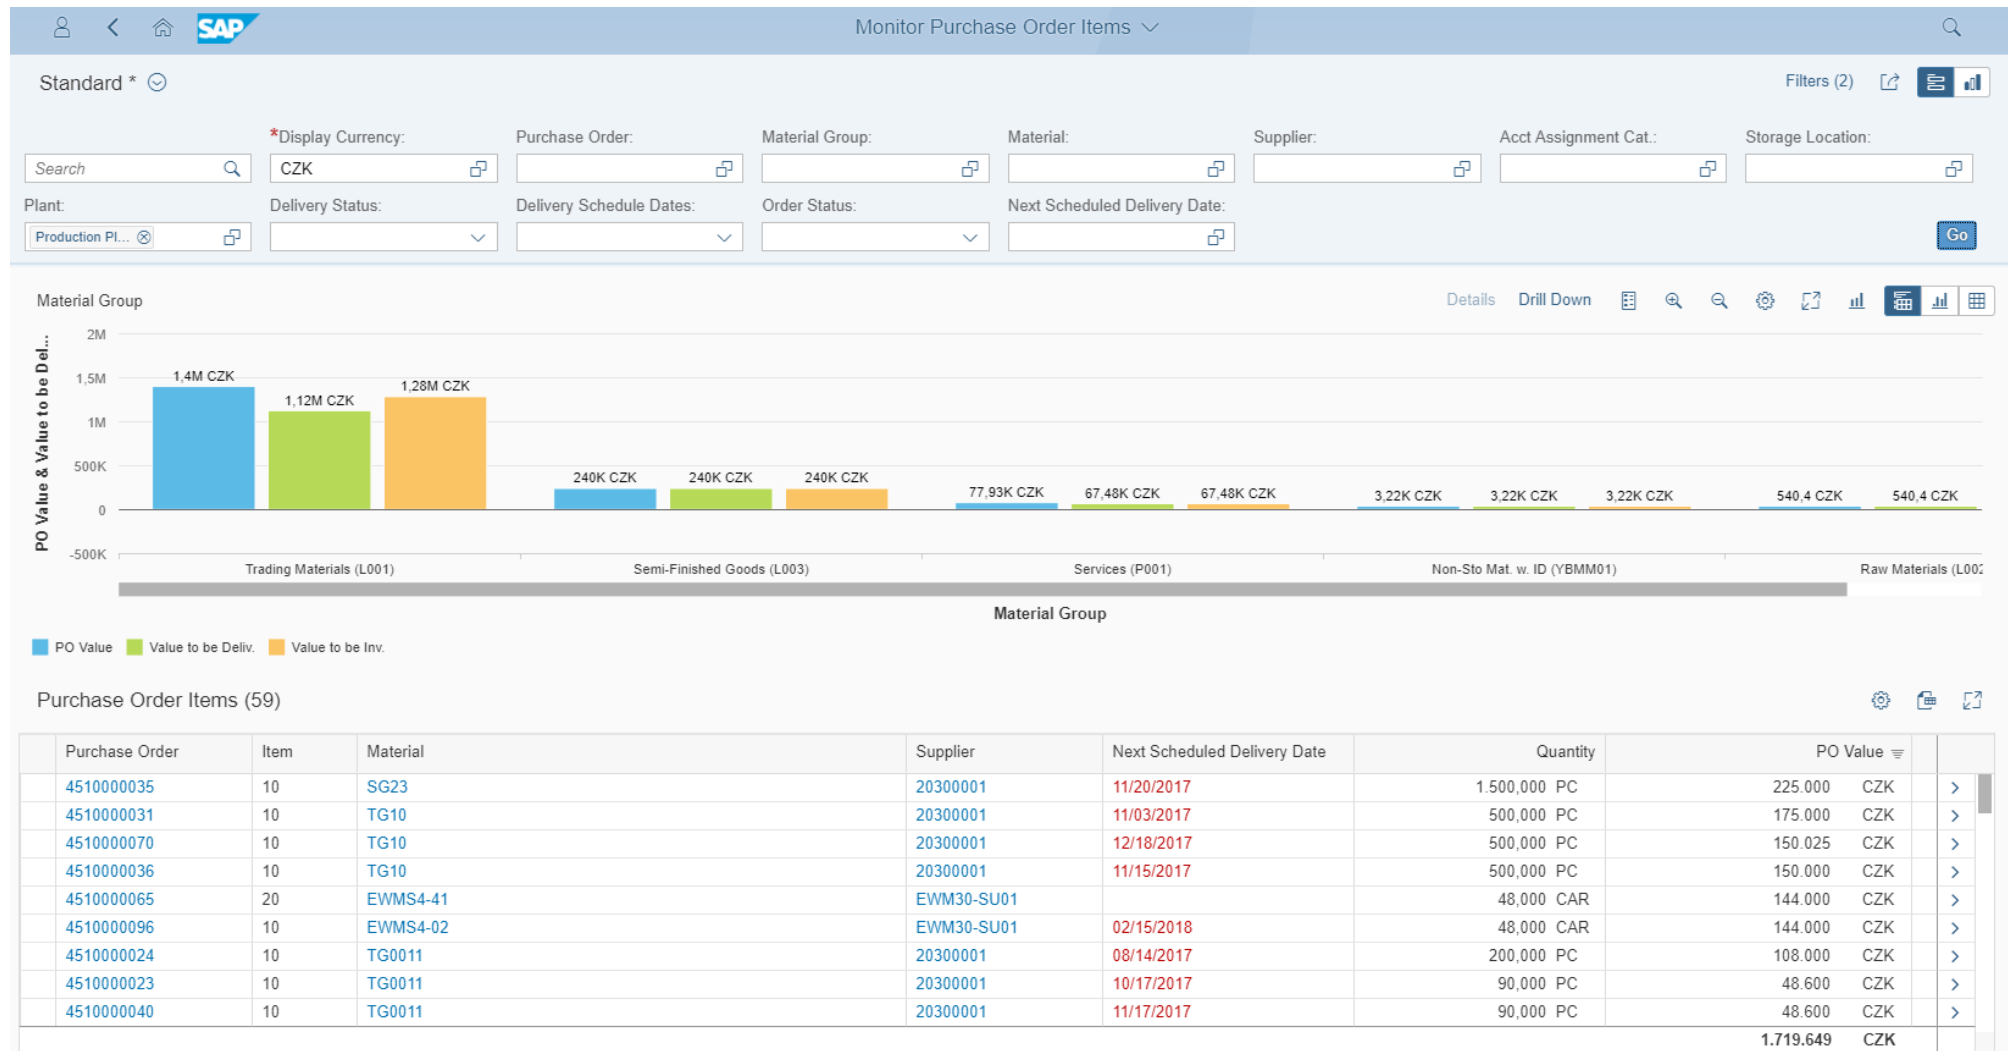 SAP Monitor Purchase Order Items
Standard * Filters (2)
*Display Currency: Purchase Order: Material Group: Material: Supplier: Acct Assignment Cat.: Storage Location:
Search CZK
Plant: Delivery Status: Delivery Schedule Dates: Order Status: Next Scheduled Delivery Date:
Production Pl... Go
Material Group Details Drill Down
PO Value & Value to be Del...
2M
1,5M
1M
500K
0
-500K
1,4M CZK 1,12M CZK 1,28M CZK
240K CZK 240K CZK 240K CZK
77,93K CZK 67,48K CZK 67,48K CZK
3,22K CZK 3,22K CZK 3,22K CZK
540,4 CZK 540,4 CZK
Trading Materials (L001) Semi-Finished Goods (L003) Services (P001) Non-Sto Mat. w. ID (YBMM01) Raw Materials (L002
Material Group
PO Value Value to be Deliv. Value to be Inv.
Purchase Order Items (59)
Purchase Order Item Material Supplier Next Scheduled Delivery Date Quantity PO Value
4510000035 10 SG23 20300001 11/20/2017 1.500,000 PC 225.000 CZK
4510000031 10 TG10 20300001 11/03/2017 500,000 PC 175.000 CZK
4510000070 10 TG10 20300001 12/18/2017 500,000 PC 150.025 CZK
4510000036 10 TG10 20300001 11/15/2017 500,000 PC 150.000 CZK
4510000065 20 EWMS4-41 EWM30-SU01 48,000 CAR 144.000 CZK
4510000096 10 EWMS4-02 EWM30-SU01 02/15/2018 48,000 CAR 144.000 CZK
4510000024 10 TG0011 20300001 08/14/2017 200,000 PC 108.000 CZK
4510000023 10 TG0011 20300001 10/17/2017 90,000 PC 48.600 CZK
4510000040 10 TG0011 20300001 11/17/2017 90,000 PC 48.600 CZK
1.719.649 CZK